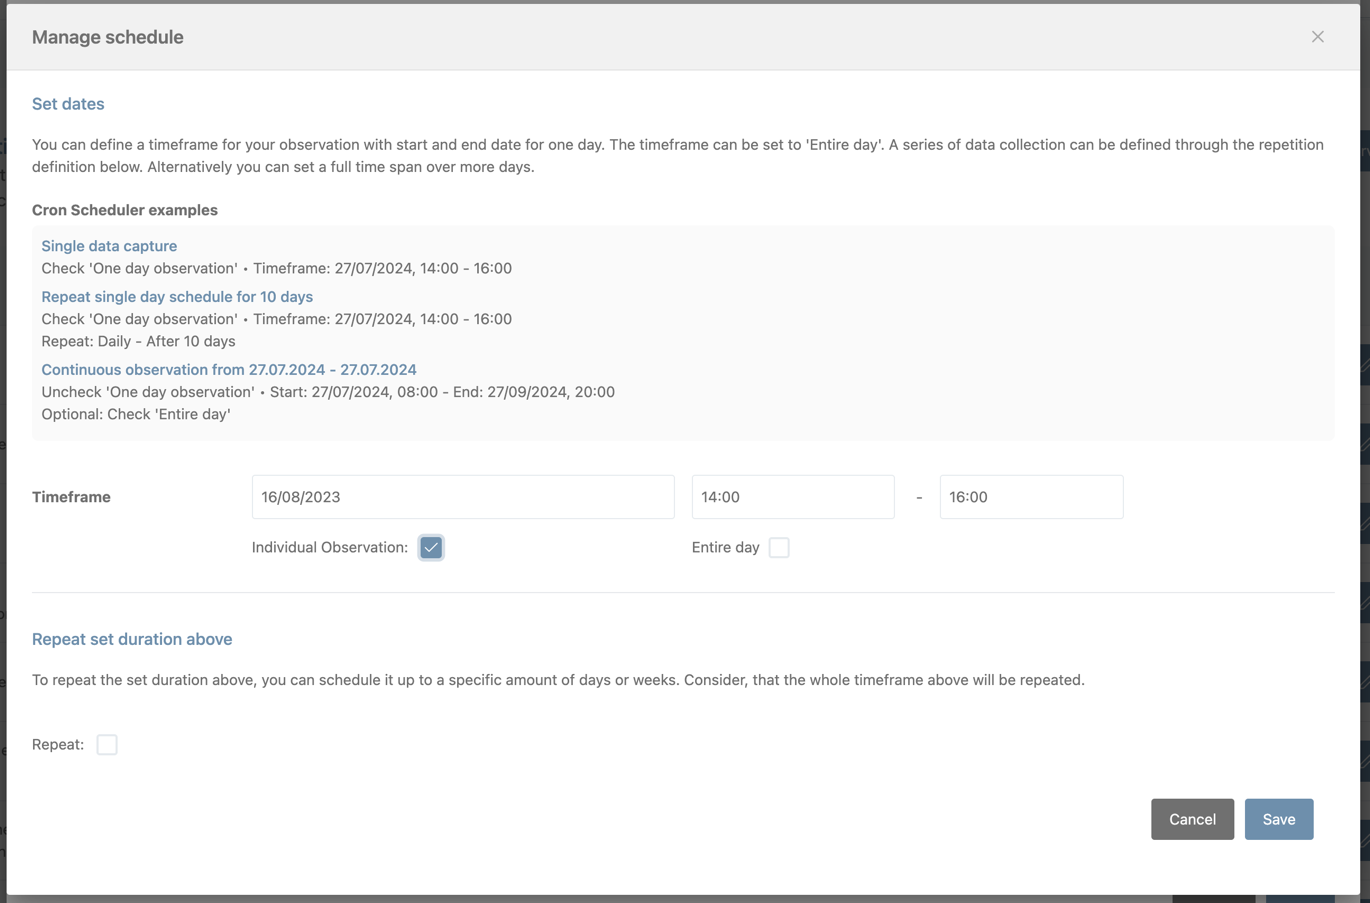 Manage schedule
Set dates
You can define a timeframe for your observation with start and end date for one day. The timeframe can be set to 'Entire day'. A series of data collection can be defined through the repetition
definition below. Alternatively you can set a full time span over more days.
Cron Scheduler examples
Single data capture
Check 'One day observation' • Timeframe: 27/07/2024, 14:00 - 16:00
Repeat single day schedule for 10 days
Check 'One day observation' • Timeframe: 27/07/2024, 14:00 - 16:00
Repeat: Daily - After 10 days
Continuous observation from 27.07.2024 - 27.07.2024
Uncheck 'One day observation' • Start: 27/07/2024, 08:00 - End: 27/09/2024, 20:00
Optional: Check 'Entire day'
Timeframe 16/08/2023 14:00 - 16:00
Individual Observation: Entire day
Repeat set duration above
To repeat the set duration above, you can schedule it up to a specific amount of days or weeks. Consider, that the whole timeframe above will be repeated.
Repeat:
Cancel Save